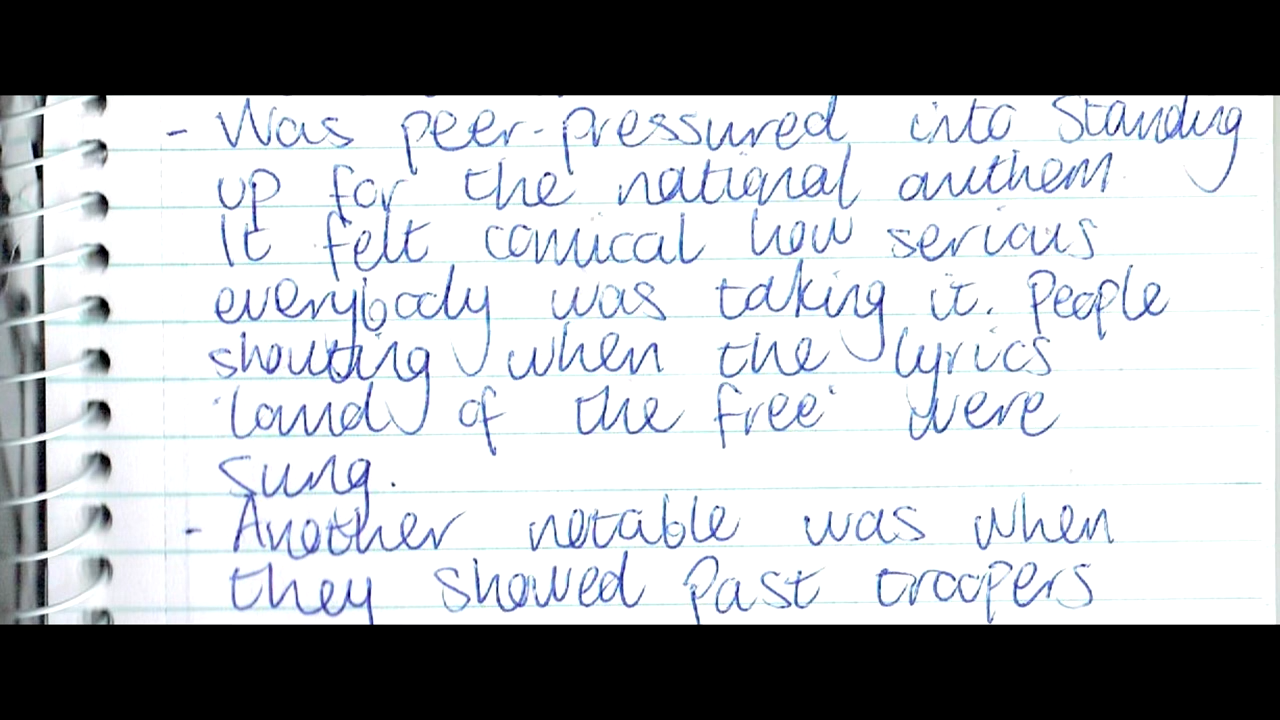 - Was peer-pressured into Standing
up for the national anthem
It felt comical how serious
everybody was taking it. People
shouting when the lyrics
'land of the free' were
sung.
- Another notable was when
they showed Past troopers